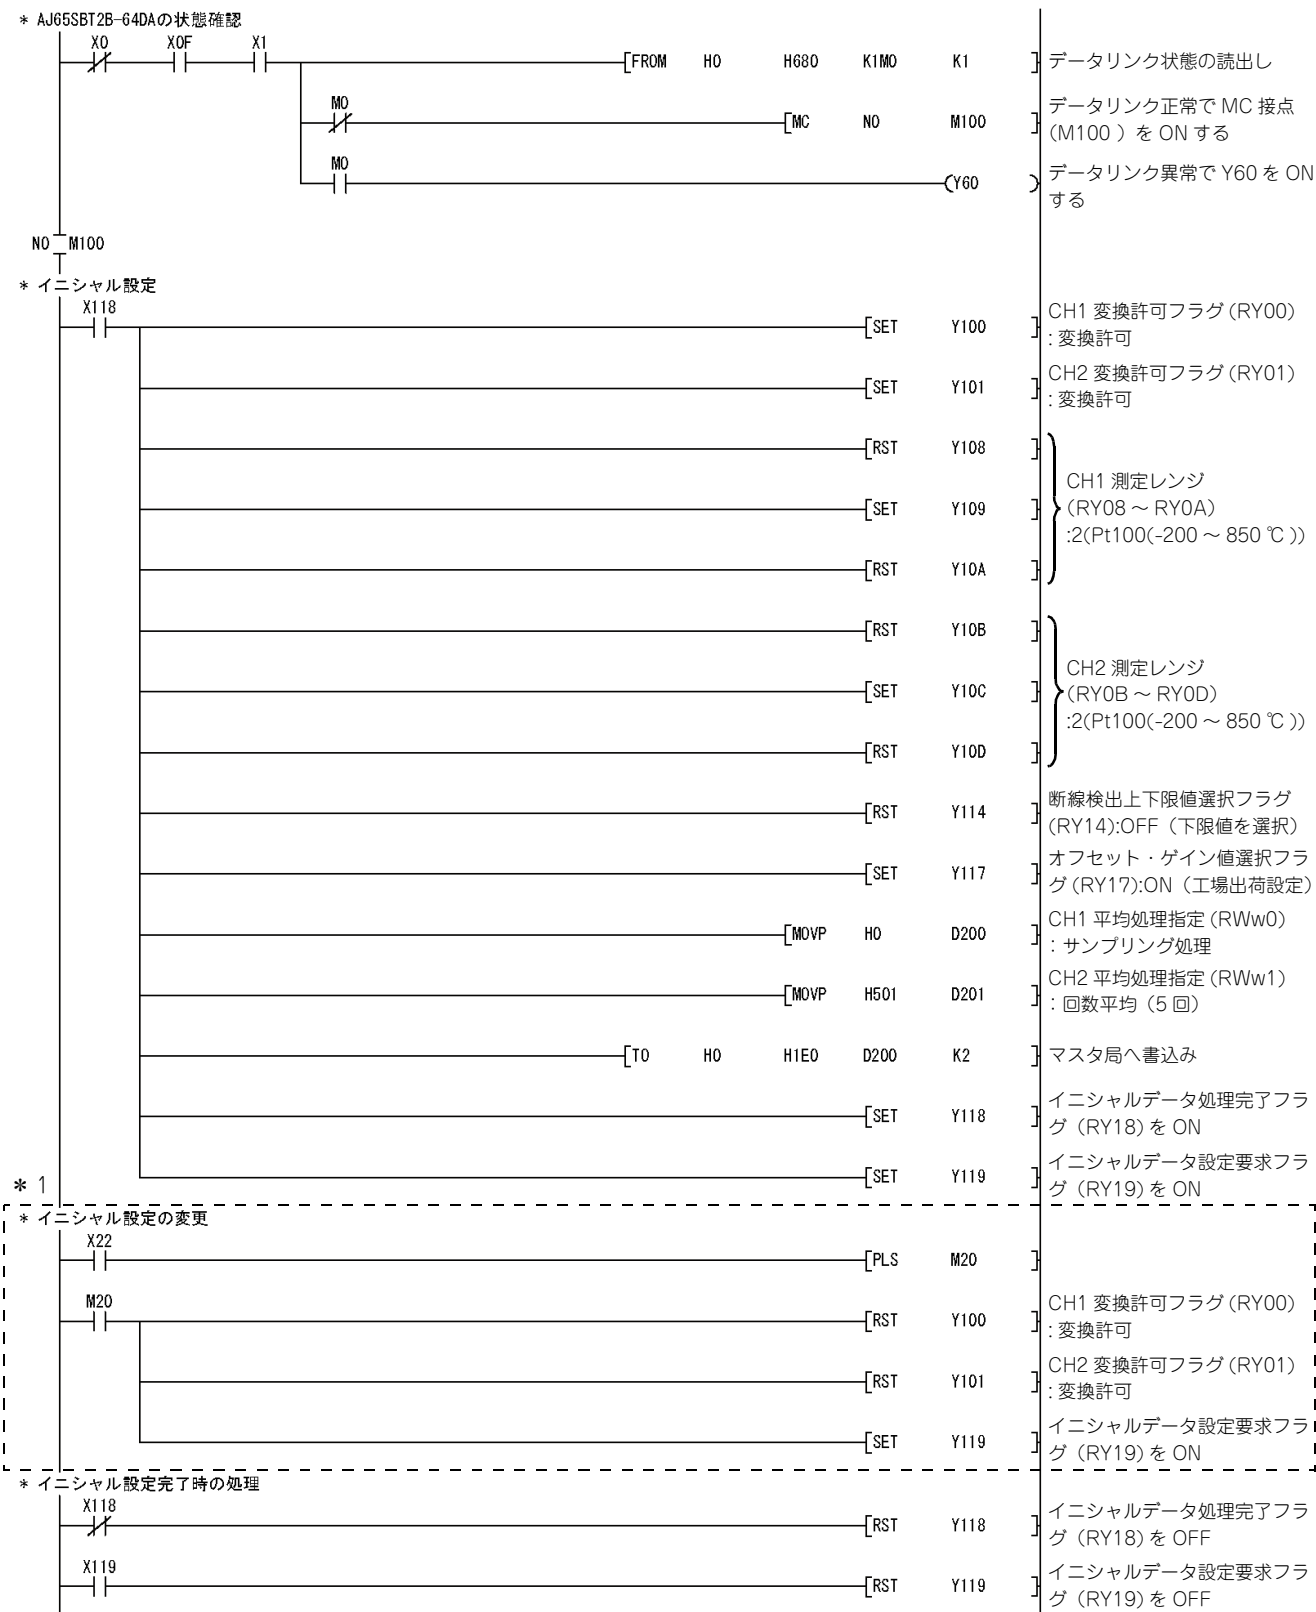 * AJ65SBT2B-64DAの状態確認
X0 X0F X1
[FROM H0 H680 K1M0 K1 ] データリンク状態の読出し
M0
[MC N0 M100 ] データリンク正常で MC 接点
(M100 ) を ON する
M0
(Y60 ) データリンク異常で Y60 を ON
する
N0 M100
* イニシャル設定
X118
[SET Y100 ] CH1 変換許可フラグ (RY00)
: 変換許可
[SET Y101 ] CH2 変換許可フラグ (RY01)
: 変換許可
[RST Y108 ]
CH1 測定レンジ
[SET Y109 ] (RY08 ~ RY0A)
:2(Pt100(-200 ~ 850 ℃ ))
[RST Y10A ]
[RST Y10B ]
CH2 測定レンジ
[SET Y10C ] (RY0B ~ RY0D)
:2(Pt100(-200 ~ 850 ℃ ))
[RST Y10D ]
断線検出上下限値選択フラグ
[RST Y114 ] (RY14):OFF(下限値を選択)
オフセット・ゲイン値選択フラ
[SET Y117 ] グ (RY17):ON(工場出荷設定)
CH1 平均処理指定 (RWw0)
[MOVP H0 D200 ] : サンプリング処理
CH2 平均処理指定 (RWw1)
[MOVP H501 D201 ] : 回数平均(5 回)
[TO H0 H1E0 D200 K2 ] マスタ局へ書込み
イニシャルデータ処理完了フラ
[SET Y118 ] グ(RY18) を ON
イニシャルデータ設定要求フラ
[SET Y119 ] グ(RY19) を ON
* 1
* イニシャル設定の変更
X22
[PLS M20 ]
M20
[RST Y100 ] CH1 変換許可フラグ (RY00)
: 変換許可
[RST Y101 ] CH2 変換許可フラグ (RY01)
: 変換許可
イニシャルデータ設定要求フラ
[SET Y119 ] グ(RY19) を ON
* イニシャル設定完了時の処理
X118
イニシャルデータ処理完了フラ
[RST Y118 ] グ(RY18) を OFF
X119
イニシャルデータ設定要求フラ
[RST Y119 ] グ(RY19) を OFF